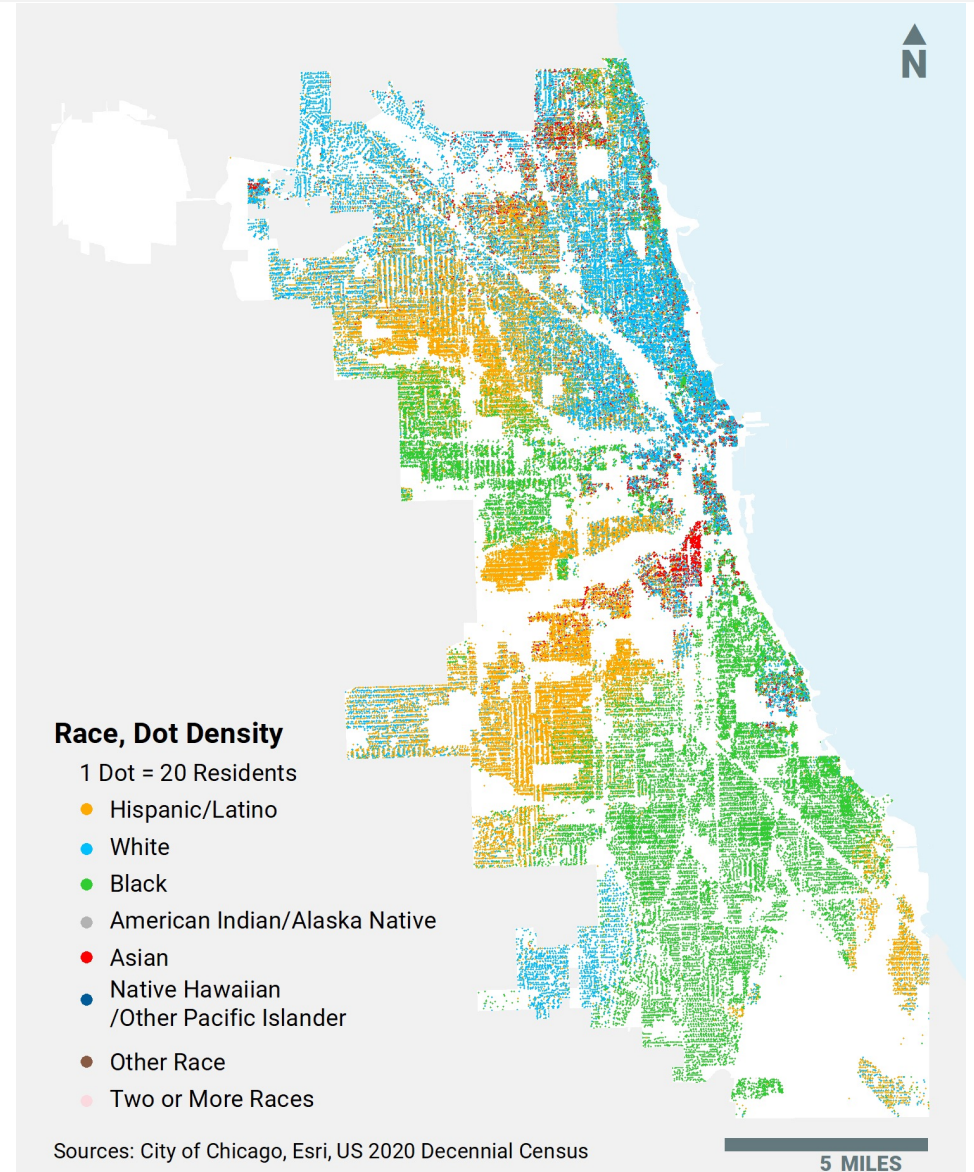 N
Race, Dot Density
1 Dot = 20 Residents
Hispanic/Latino
White
Black
American Indian/Alaska Native
Asian
Native Hawaiian
/Other Pacific Islander
Other Race
Two or More Races
Sources: City of Chicago, Esri, US 2020 Decennial Census
5 MILES